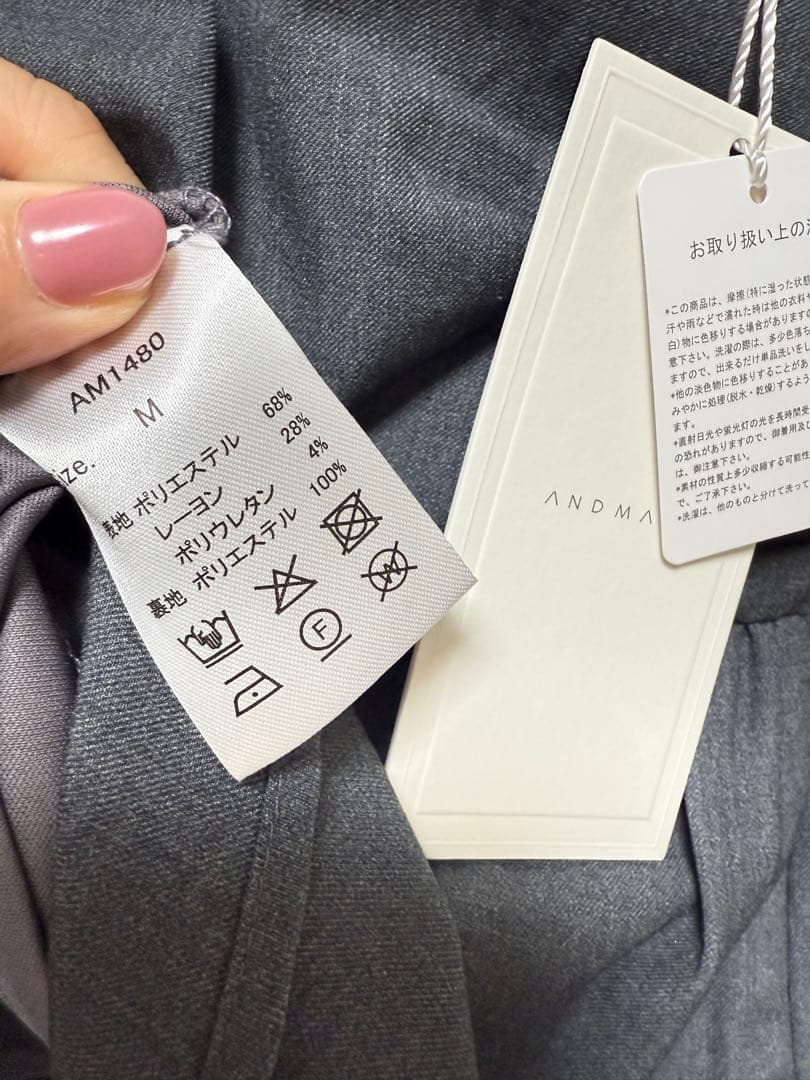 AM1480
ize. M
表地 ポリエステル 68%
レーヨン 28%
ポリウレタン 4%
裏地 ポリエステル 100%
F
W
ANDMA
お取り扱い上の注
*この商品は、摩擦(特に湿った状態
汗や雨などで濡れた時は他の衣料や
白)物に色移りする場合があります
意下さい。洗濯の際は、多少色落ち
ますので、出来るだけ単品洗いをし
*他の淡色物に色移りすることがあ
みやかに処理(脱水・乾燥)するよう
ます。
*直射日光や蛍光灯の光を長時間受
の恐れがありますので、御着用及び
は、御注意下さい。
*素材の性質上多少収縮する可能性
で、ご了承下さい。
*洗濯は、他のものと分けて洗って